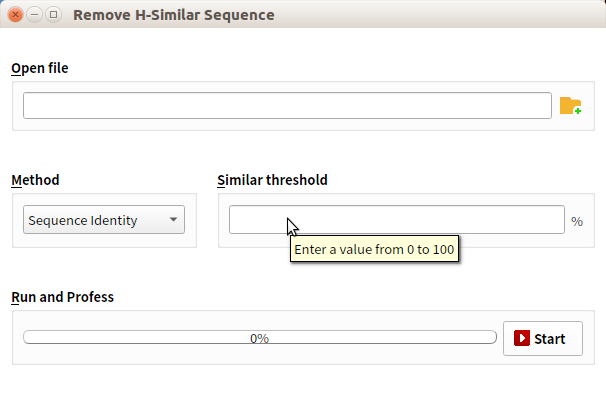 Remove H-Similar Sequence
Open file
Method
Similar threshold
Sequence Identity
%
Enter a value from 0 to 100
Run and Profess
0%
Start